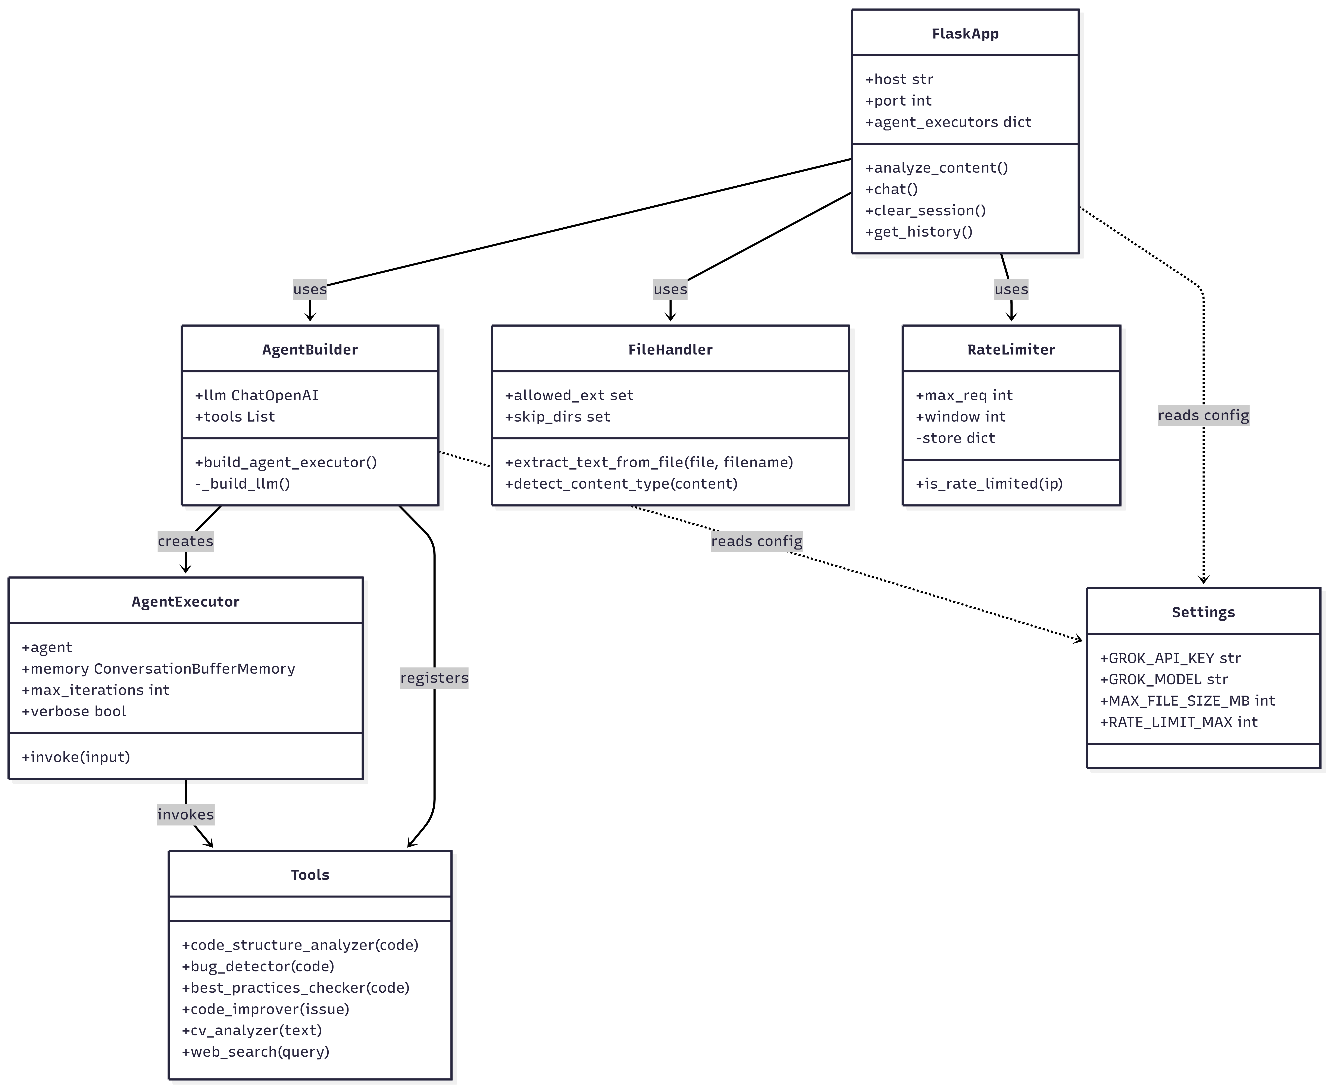 FlaskApp
+host str
+port int
+agent_executors dict
+analyze_content()
+chat()
+clear_session()
+get_history()
uses
uses
uses
AgentBuilder
+llm ChatOpenAI
+tools List
+build_agent_executor()
-_build_llm()
FileHandler
+allowed_ext set
+skip_dirs set
+extract_text_from_file(file, filename)
+detect_content_type(content)
RateLimiter
+max_req int
+window int
-store dict
+is_rate_limited(ip)
reads config
creates
reads config
AgentExecutor
+agent
+memory ConversationBufferMemory
+max_iterations int
+verbose bool
+invoke(input)
registers
Settings
+GROK_API_KEY str
+GROK_MODEL str
+MAX_FILE_SIZE_MB int
+RATE_LIMIT_MAX int
invokes
Tools
+code_structure_analyzer(code)
+bug_detector(code)
+best_practices_checker(code)
+code_improver(issue)
+cv_analyzer(text)
+web_search(query)